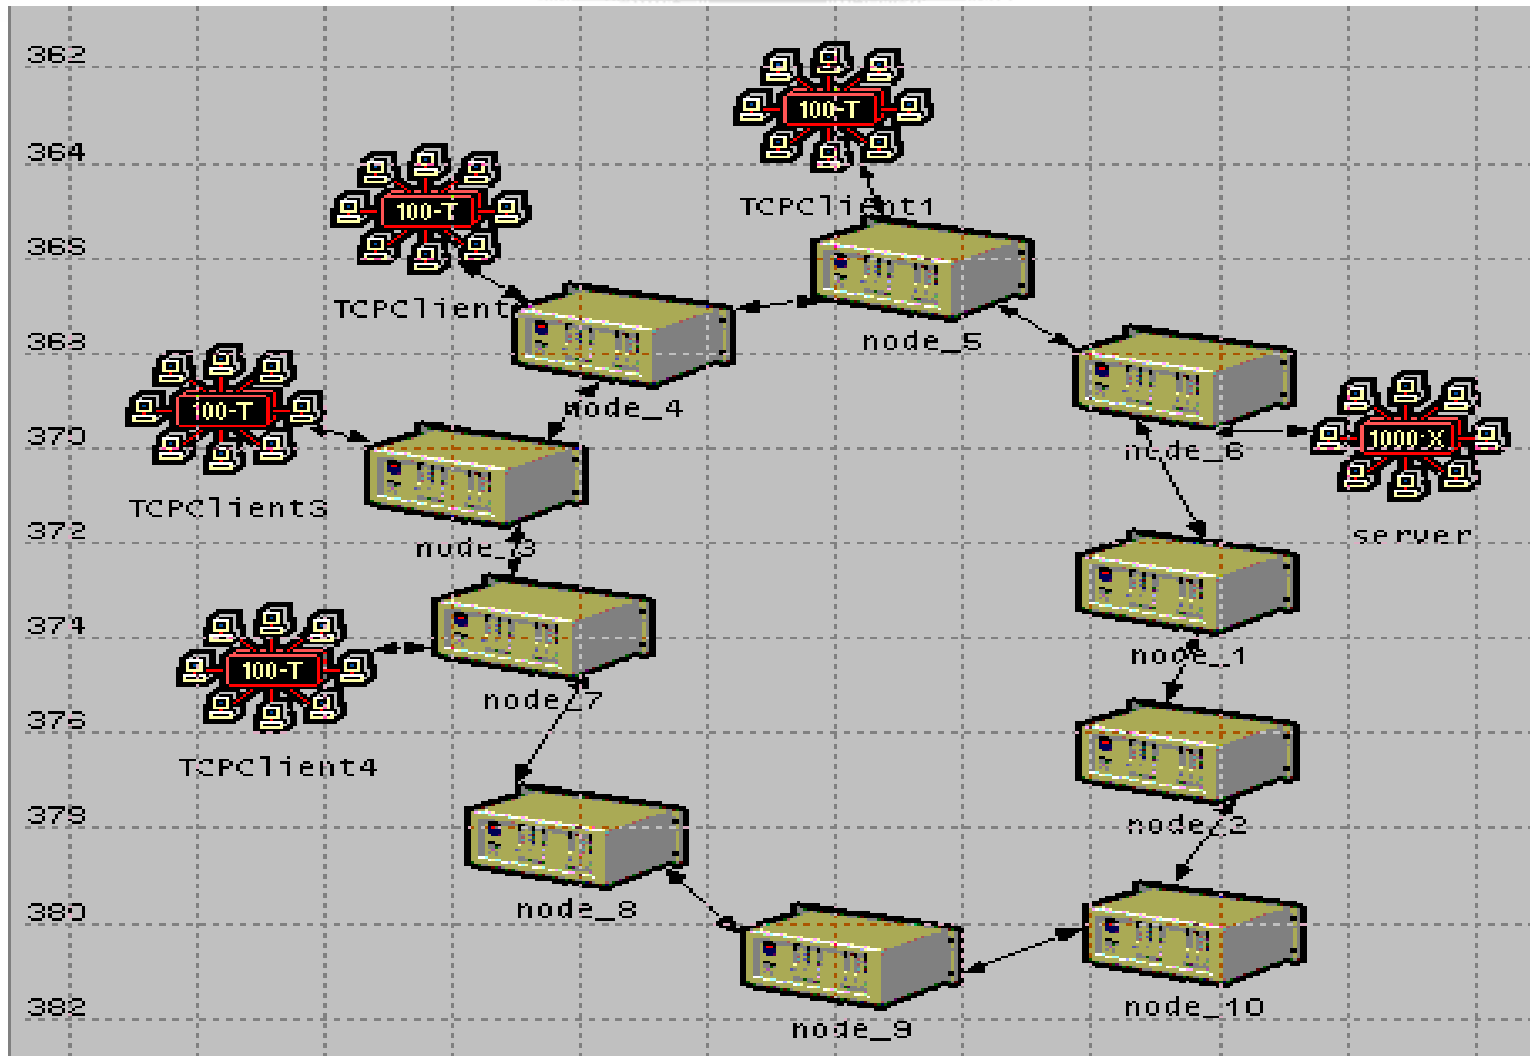 362
100-T
364
TCPClient1
100-T
366
TCPClient
node_5
368
node_4
100-T
370
node_6
1000-X
TCPClient3
372
node_3
server
374
100-T
node_1
node_7
376
TCPClient4
378
node_2
380
node_8
382
node_10
node_9